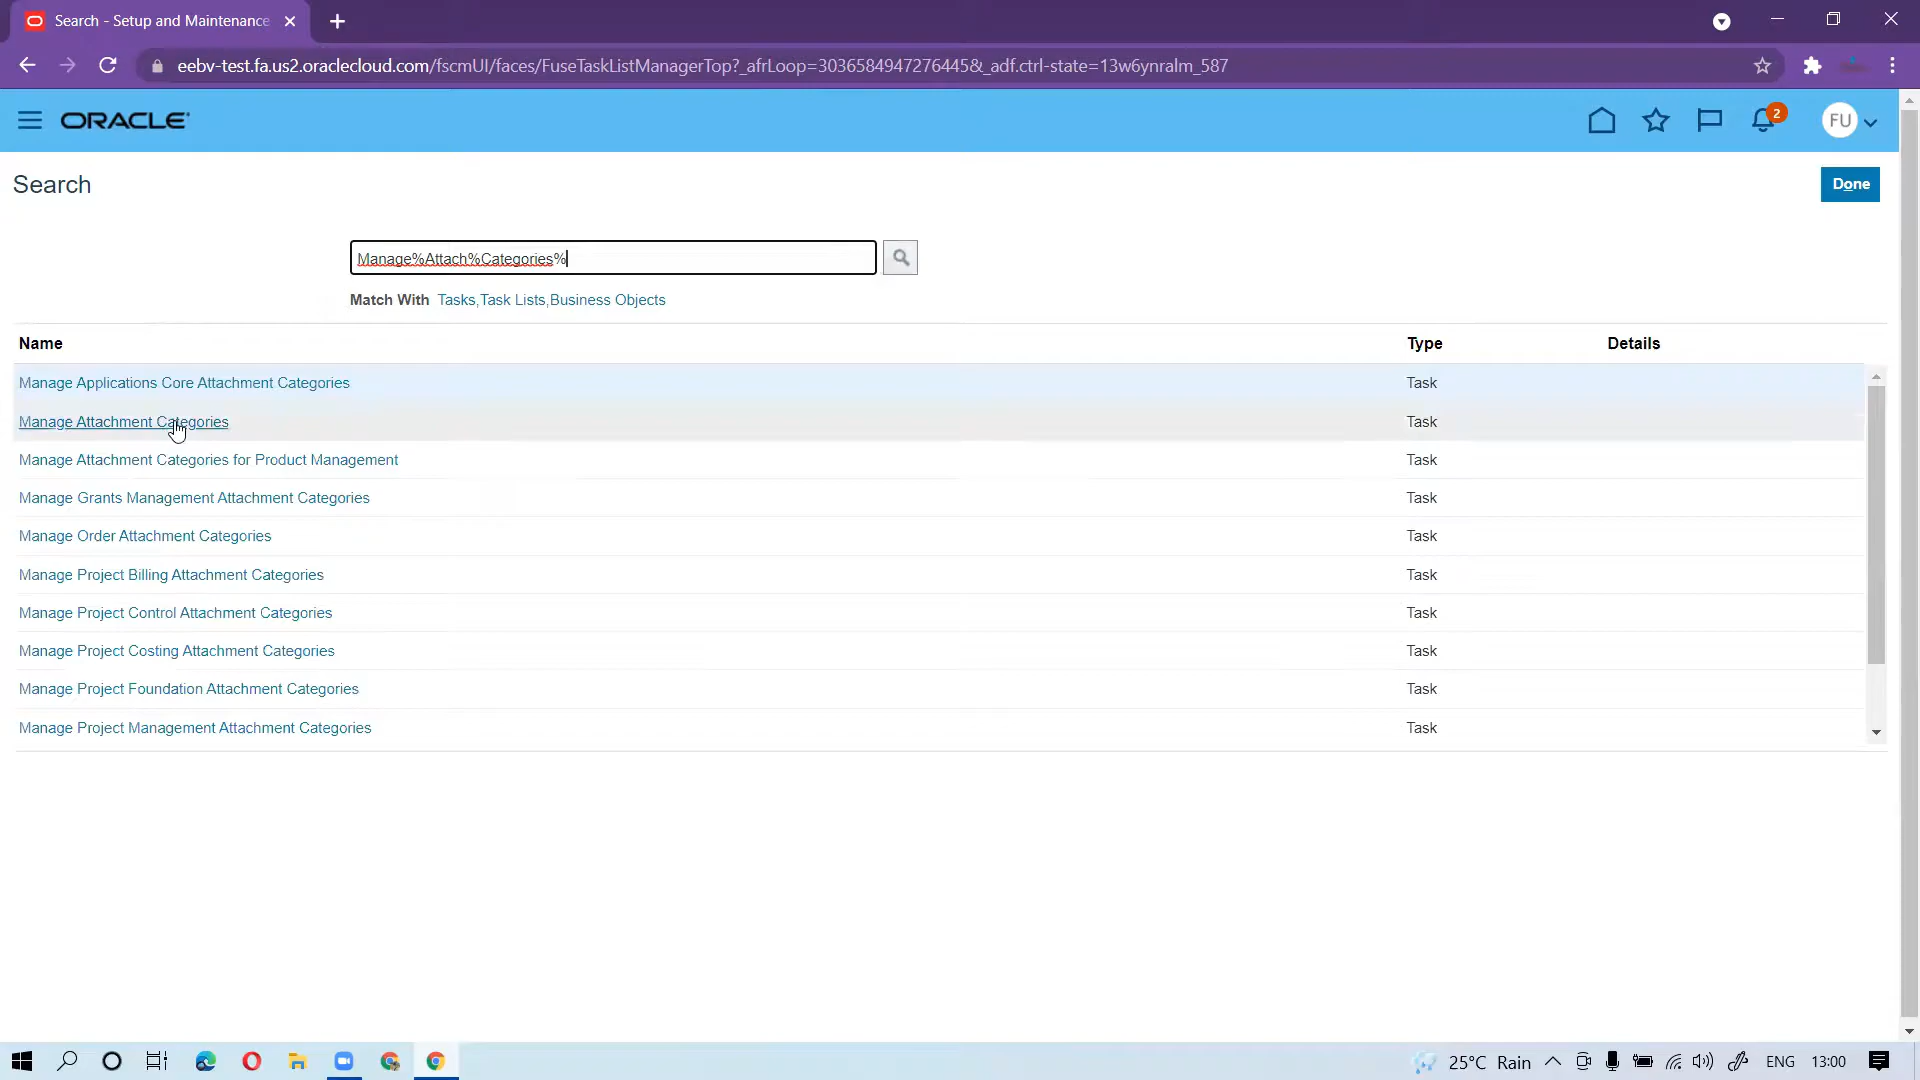 Search - Setup and Maintenance
eebv-test.fa.us2.oraclecloud.com/fscmUI/faces/FuseTaskListManagerTop?_afrLoop=3036584947276445&_adf.ctrl-state=13w6ynralm_587
ORACLE
2
FU
Search
Done
Manage%Attach%Categories%
Match With Tasks,Task Lists,Business Objects
Name Type Details
Manage Applications Core Attachment Categories Task
Manage Attachment Categories Task
Manage Attachment Categories for Product Management Task
Manage Grants Management Attachment Categories Task
Manage Order Attachment Categories Task
Manage Project Billing Attachment Categories Task
Manage Project Control Attachment Categories Task
Manage Project Costing Attachment Categories Task
Manage Project Foundation Attachment Categories Task
Manage Project Management Attachment Categories Task
25°C Rain ENG 13:00